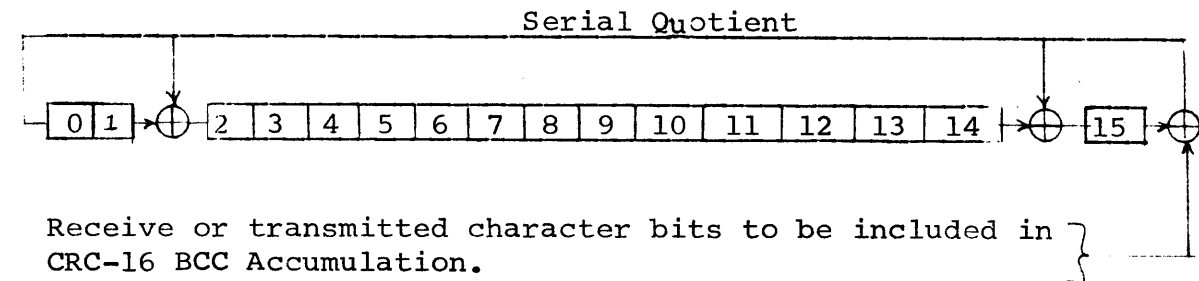 Serial Quotient
0 1 2 3 4 5 6 7 8 9 10 11 12 13 14 15
Receive or transmitted character bits to be included in
CRC-16 BCC Accumulation.